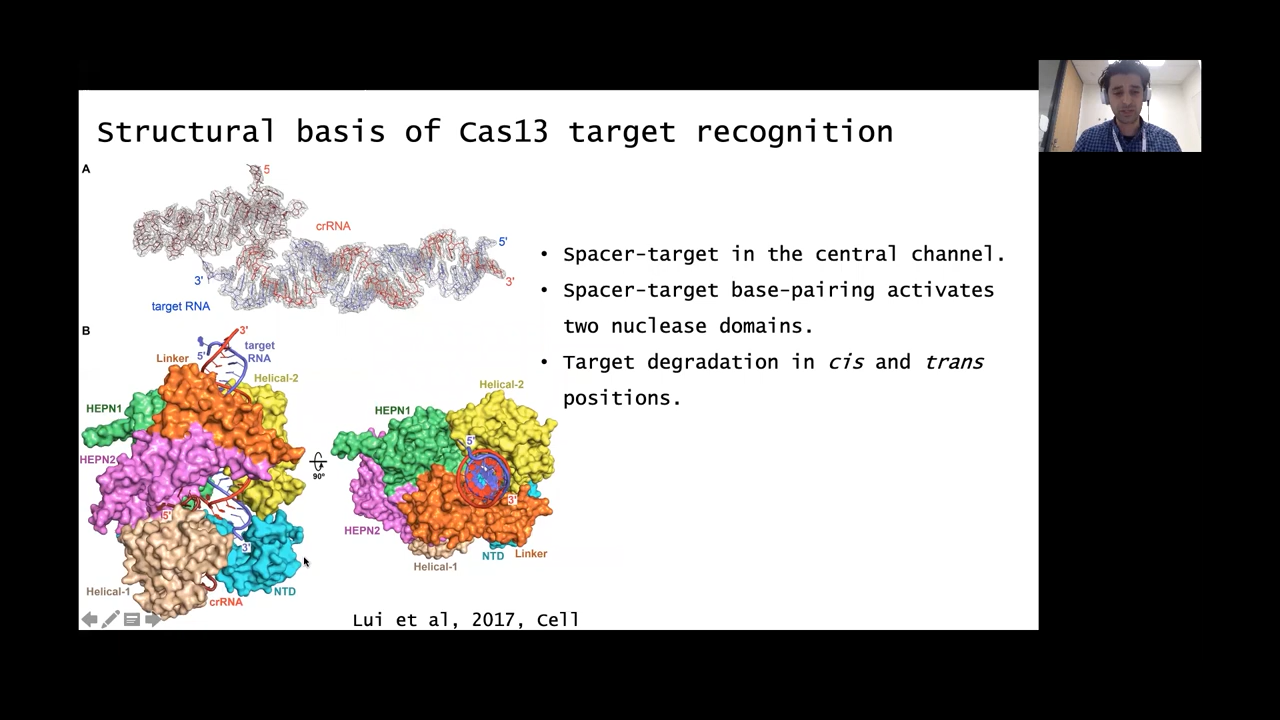 Structural basis of Cas13 target recognition
A
5
crRNA
5'
3'
3'
target RNA
B
3'
target
RNA
5'
Linker
Helical-2
HEPN1
HEPN2
5'
3'
Helical-1
NTD
crRNA
90°
Helical-2
HEPN1
5'
3'
HEPN2
NTD
Linker
Helical-1
• Spacer-target in the central channel.
• Spacer-target base-pairing activates
two nuclease domains.
• Target degradation in cis and trans
positions.
Lui et al, 2017, Cell